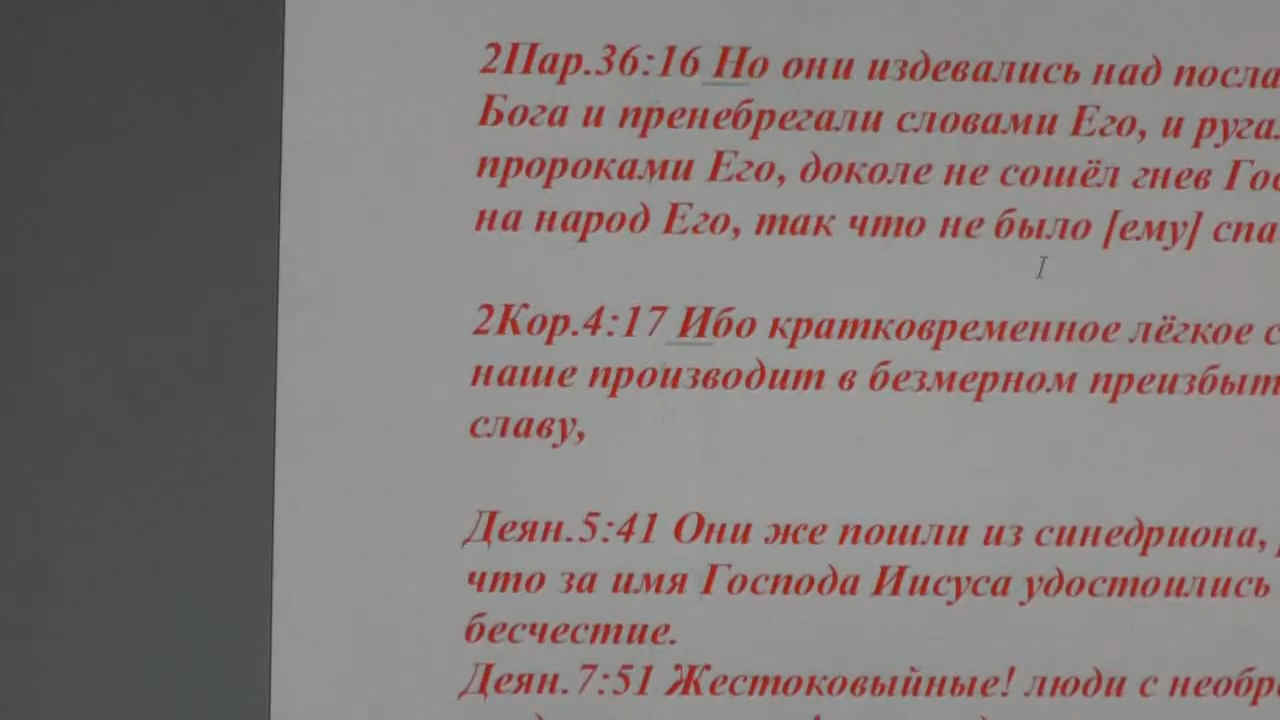 2Пар.36:16 Но они издевались над посла
Бога и пренебрегали словами Его, и руга
пророками Его, доколе не сошёл гнев Гос
на народ Его, так что не было [ему] спа
2Кор.4:17 Ибо кратковременное лёгкое с
наше производит в безмерном преизбыт
славу,
Деян.5:41 Они же пошли из синедриона,
что за имя Господа Иисуса удостоились
бесчестие.
Деян.7:51 Жестоковыйные! люди с необр